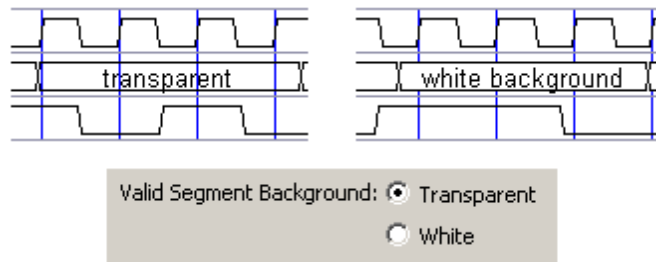 transparent
white background
Valid Segment Background: Transparent
White